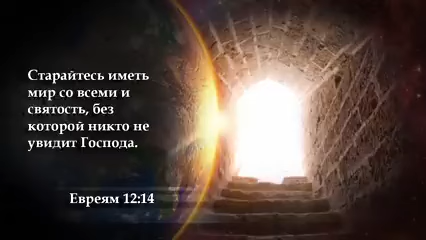 Старайтесь иметь
мир со всеми и
святость, без
которой никто не
увидит Господа.
Евреям 12:14